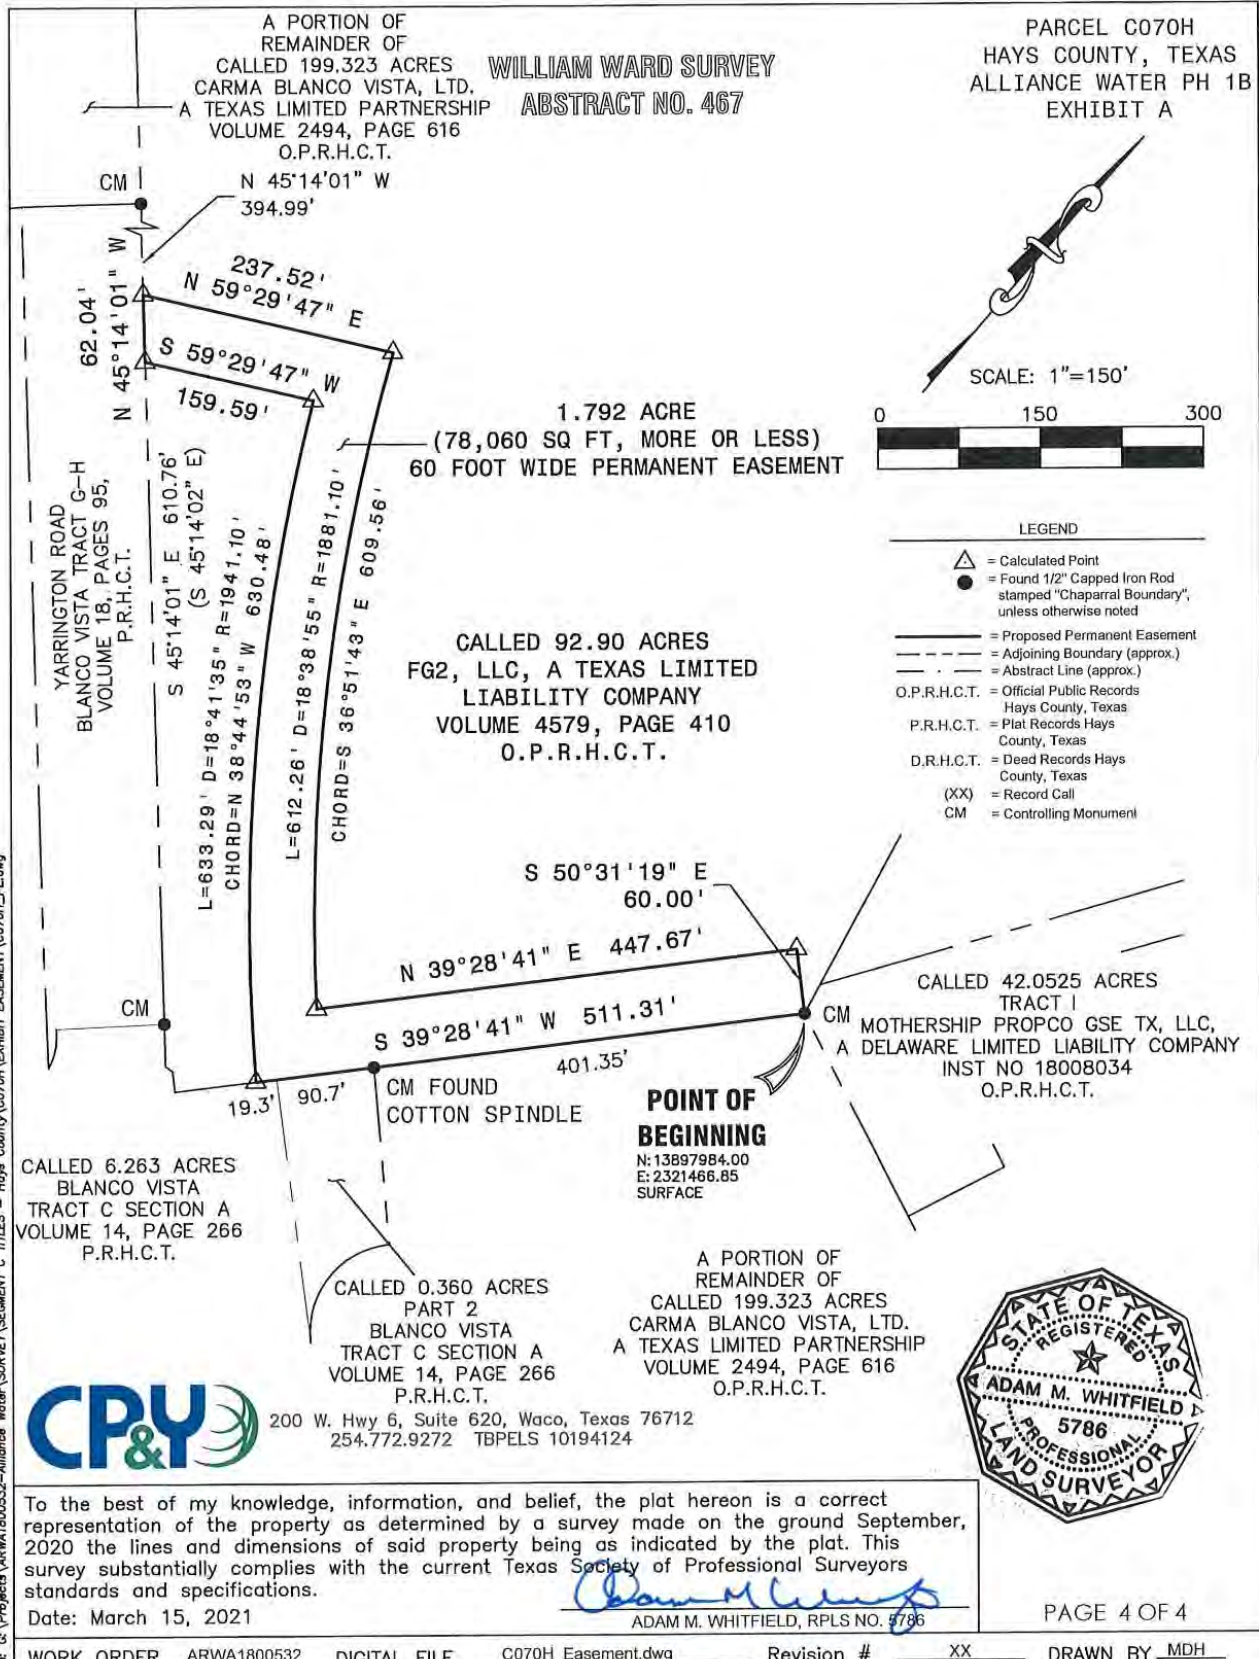 A PORTION OF
REMAINDER OF
CALLED 199.323 ACRES
CARMA BLANCO VISTA, LTD.
A TEXAS LIMITED PARTNERSHIP
VOLUME 2494, PAGE 616
O.P.R.H.C.T.
WILLIAM WARD SURVEY
ABSTRACT NO. 467
PARCEL C070H
HAYS COUNTY, TEXAS
ALLIANCE WATER PH 1B
EXHIBIT A
CM
N 45°14'01" W
394.99'
62.04'
N 45°14'01" W
237.52'
N 59°29'47" E
S 59°29'47" W
159.59'
SCALE: 1"=150'
0 150 300
1.792 ACRE
(78,060 SQ FT, MORE OR LESS)
60 FOOT WIDE PERMANENT EASEMENT
YARRINGTON ROAD
BLANCO VISTA TRACT G-H
VOLUME 18, PAGES 95,
P.R.H.C.T.
S 45°14'01" E 610.76'
(S 45°14'02" E)
L=633.29' D=18°41'35" R=1941.10'
CHORD=N 38°44'53" W 630.48'
L=612.26' D=18°38'55" R=1881.10'
CHORD=S 36°51'43" E 609.56'
LEGEND
= Calculated Point
= Found 1/2" Capped Iron Rod
stamped "Chaparral Boundary",
unless otherwise noted
= Proposed Permanent Easement
= Adjoining Boundary (approx.)
= Abstract Line (approx.)
O.P.R.H.C.T. = Official Public Records
Hays County, Texas
P.R.H.C.T. = Plat Records Hays
County, Texas
D.R.H.C.T. = Deed Records Hays
County, Texas
(XX) = Record Call
CM = Controlling Monument
CALLED 92.90 ACRES
FG2, LLC, A TEXAS LIMITED
LIABILITY COMPANY
VOLUME 4579, PAGE 410
O.P.R.H.C.T.
S 50°31'19" E
60.00'
N 39°28'41" E 447.67'
S 39°28'41" W 511.31'
401.35'
CM
CM
CALLED 42.0525 ACRES
TRACT I
MOTHERSHIP PROPCO GSE TX, LLC,
A DELAWARE LIMITED LIABILITY COMPANY
INST NO 18008034
O.P.R.H.C.T.
19.3' 90.7'
CM FOUND
COTTON SPINDLE
POINT OF
BEGINNING
N:13897984.00
E:2321466.85
SURFACE
CALLED 6.263 ACRES
BLANCO VISTA
TRACT C SECTION A
VOLUME 14, PAGE 266
P.R.H.C.T.
CALLED 0.360 ACRES
PART 2
BLANCO VISTA
TRACT C SECTION A
VOLUME 14, PAGE 266
P.R.H.C.T.
A PORTION OF
REMAINDER OF
CALLED 199.323 ACRES
CARMA BLANCO VISTA, LTD.
A TEXAS LIMITED PARTNERSHIP
VOLUME 2494, PAGE 616
O.P.R.H.C.T.
STATE OF TEXAS
REGISTERED
ADAM M. WHITFIELD
5786
PROFESSIONAL
LAND SURVEYOR
CP&Y
200 W. Hwy 6, Suite 620, Waco, Texas 76712
254.772.9272 TBPELS 10194124
To the best of my knowledge, information, and belief, the plat hereon is a correct
representation of the property as determined by a survey made on the ground September,
2020 the lines and dimensions of said property being as indicated by the plat. This
survey substantially complies with the current Texas Society of Professional Surveyors
standards and specifications.
Date: March 15, 2021
ADAM M. WHITFIELD, RPLS NO. 5786
PAGE 4 OF 4
WORK ORDER ARWA1800532 DIGITAL FILE C070H_Easement.dwg Revision # XX DRAWN BY MDH